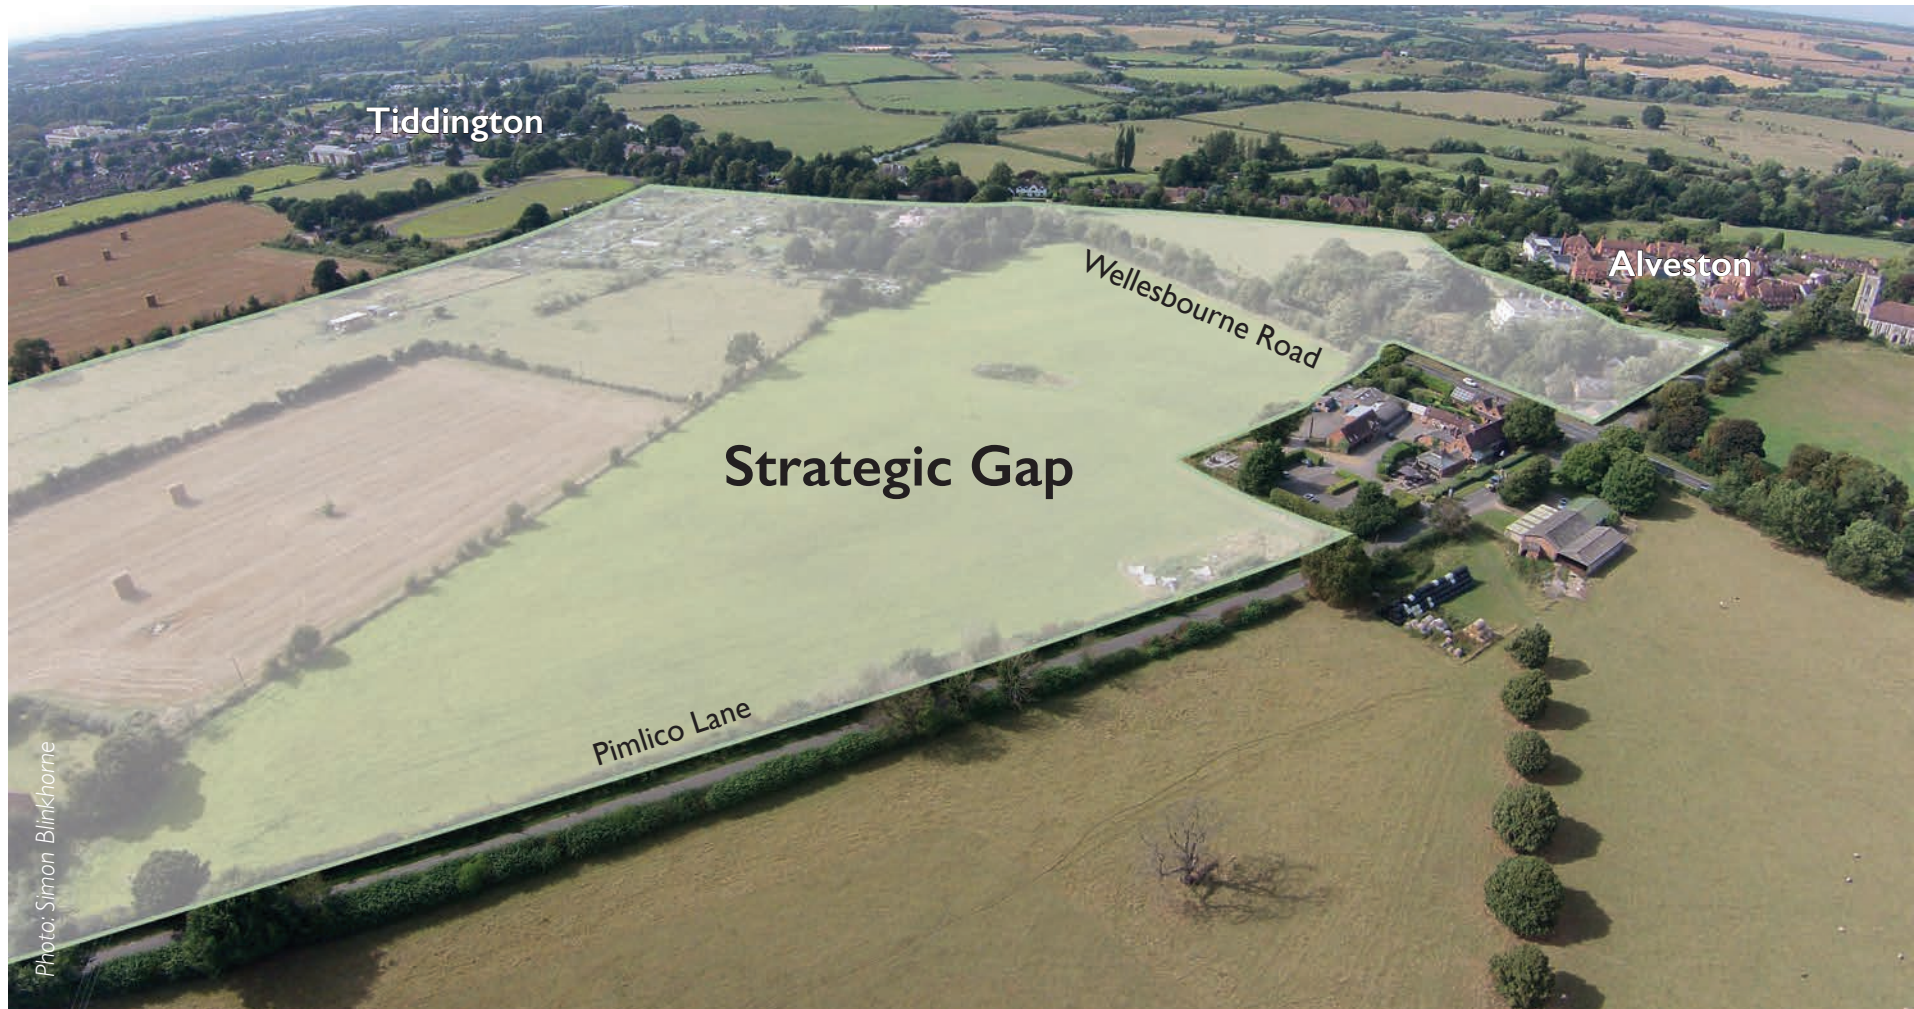 Tiddington
Alveston
Wellesbourne Road
Strategic Gap
Pimlico Lane
Photo: Simon Blinkhorne